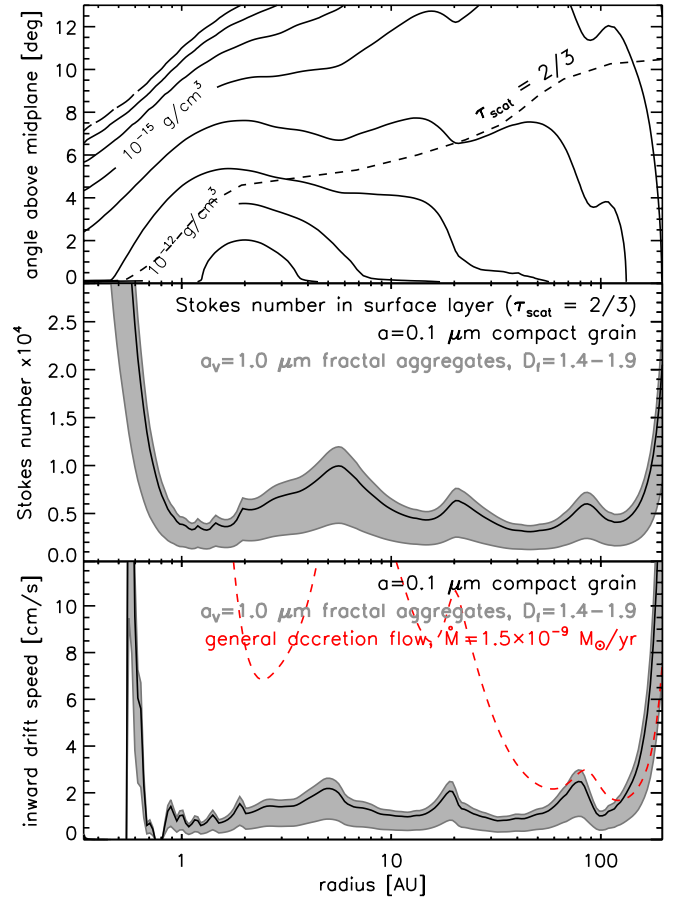 12
10
8
6
4
2
0
angle above midplane [deg]
10⁻¹⁵ g/cm³
10⁻¹² g/cm³
τscat = 2/3
2.5
2.0
1.5
1.0
0.5
0.0
Stokes number x10⁴
Stokes number in surface layer (τscat = 2/3)
a=0.1 μm compact grain
aᵥ=1.0 μm fractal aggregates, Df=1.4−1.9
10
8
6
4
2
0
inward drift speed [cm/s]
a=0.1 μm compact grain
aᵥ=1.0 μm fractal aggregates, Df=1.4−1.9
general accretion flow, Ṁ=1.5×10⁻⁹ M⊙/yr
1
10
100
radius [AU]